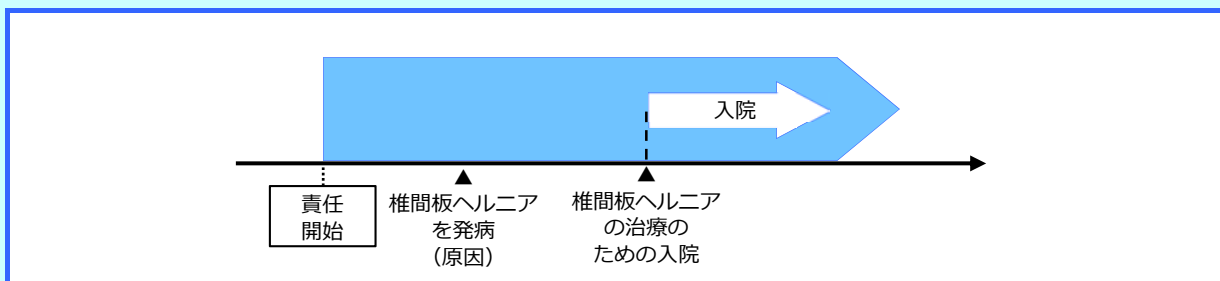 入院
責任
開始
椎間板ヘルニア
を発病
(原因)
椎間板ヘルニア
の治療の
ための入院